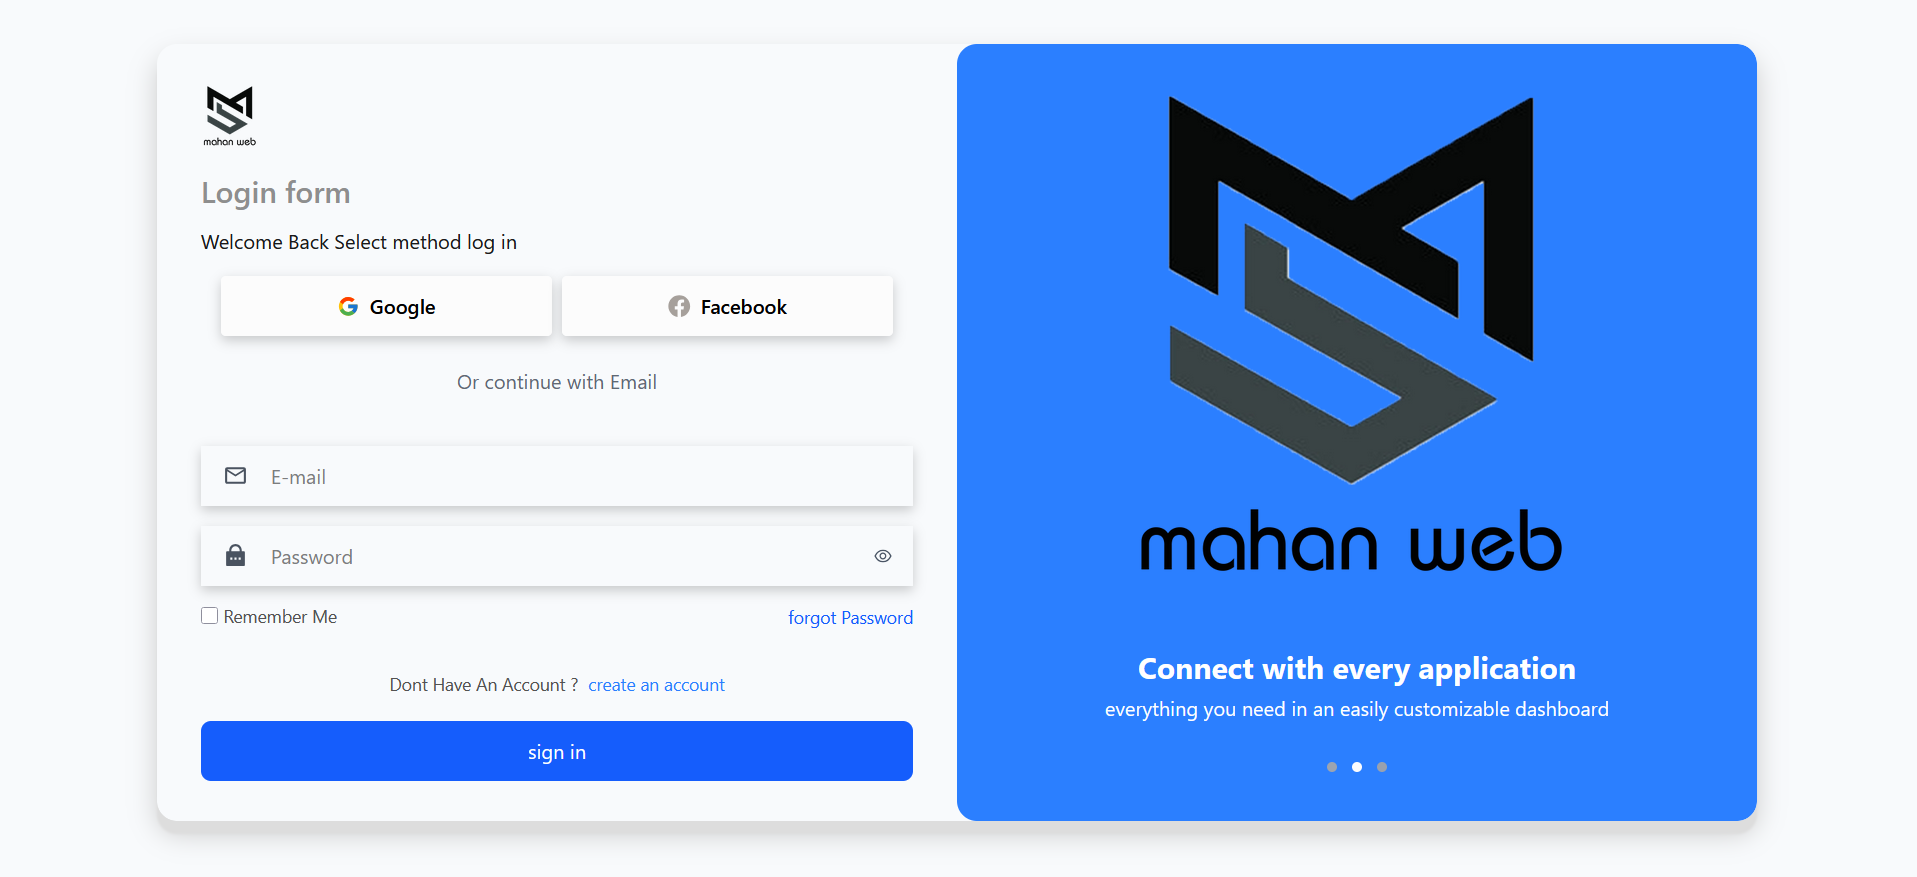 mahan web
Login form
Welcome Back Select method log in
Google
Facebook
Or continue with Email
E-mail
Password
Remember Me
forgot Password
Dont Have An Account ? create an account
sign in
mahan web
Connect with every application
everything you need in an easily customizable dashboard